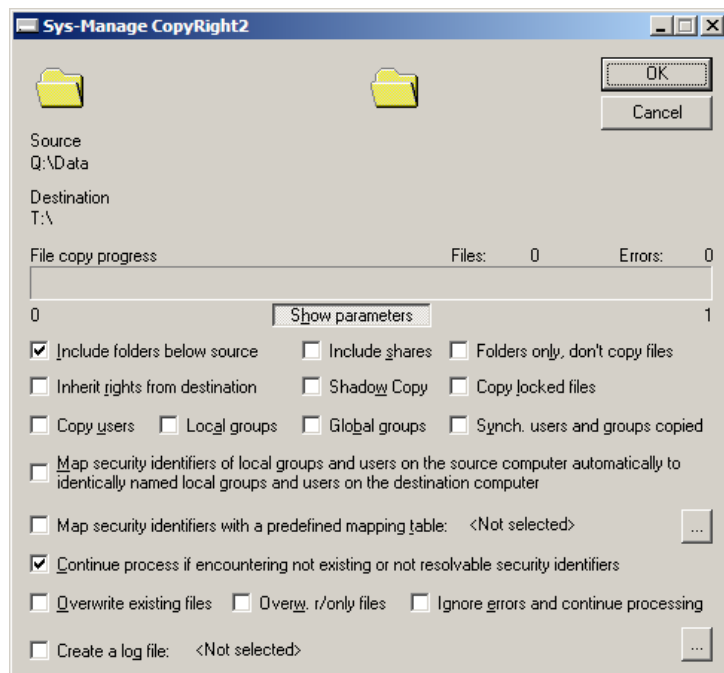 Sys-Manage CopyRight2
OK
Cancel
Source
Q:\Data
Destination
T:\
File copy progress Files: 0 Errors: 0
0 Show parameters 1
Include folders below source Include shares Folders only, don't copy files
Inherit rights from destination Shadow Copy Copy locked files
Copy users Local groups Global groups Synch. users and groups copied
Map security identifiers of local groups and users on the source computer automatically to
identically named local groups and users on the destination computer
Map security identifiers with a predefined mapping table: <Not selected> ...
Continue process if encountering not existing or not resolvable security identifiers
Overwrite existing files Overw. r/only files Ignore errors and continue processing
Create a log file: <Not selected> ...